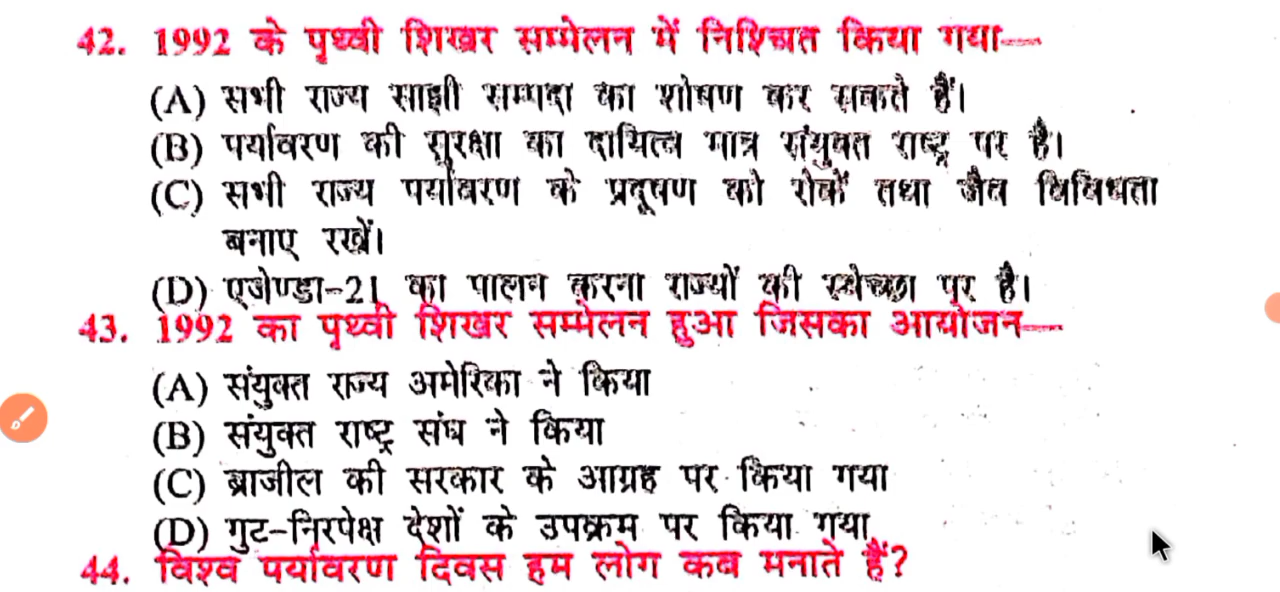 42. 1992 के पृथ्वी शिखर सम्मेलन में निश्चित किया गया—
(A) सभी राज्य साझी सम्पदा का शोषण कर सकते हैं।
(B) पर्यावरण की सुरक्षा का दायित्व मात्र संयुक्त राष्ट्र पर है।
(C) सभी राज्य पर्यावरण के प्रदूषण को रोकें तथा जैव विविधता
बनाए रखें।
(D) एजेण्डा-21 का पालन करना राज्यों की स्वेच्छा पर है।
43. 1992 का पृथ्वी शिखर सम्मेलन हुआ जिसका आयोजन—
(A) संयुक्त राज्य अमेरिका ने किया
(B) संयुक्त राष्ट्र संघ ने किया
(C) ब्राजील की सरकार के आग्रह पर किया गया
(D) गुट-निरपेक्ष देशों के उपक्रम पर किया गया
44. विश्व पर्यावरण दिवस हम लोग कब मनाते हैं?